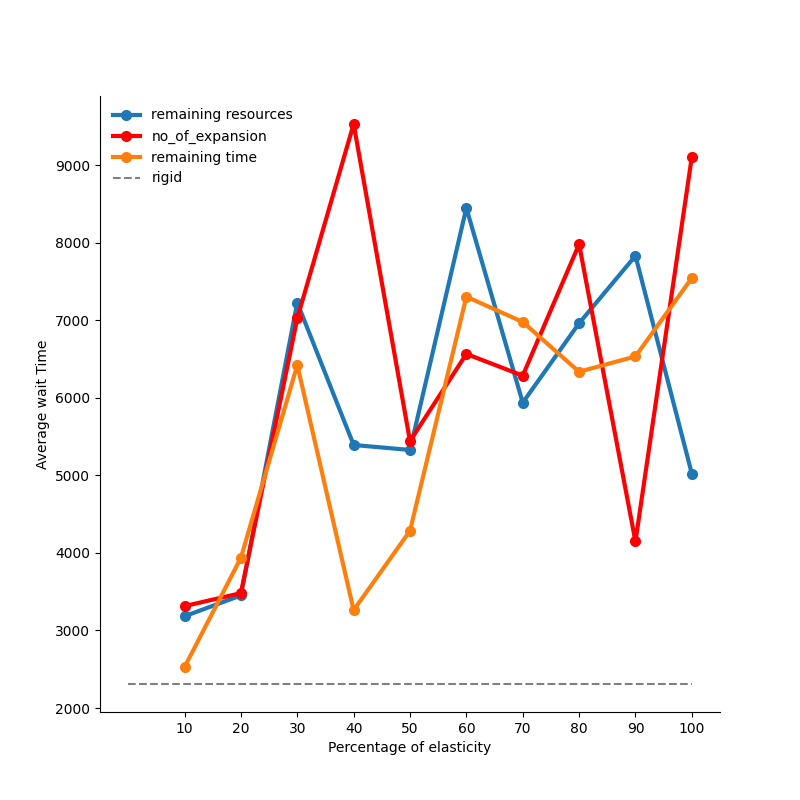 remaining resources
no_of_expansion
remaining time
rigid
9000
8000
7000
6000
5000
4000
3000
2000
Average wait Time
10 20 30 40 50 60 70 80 90 100
Percentage of elasticity